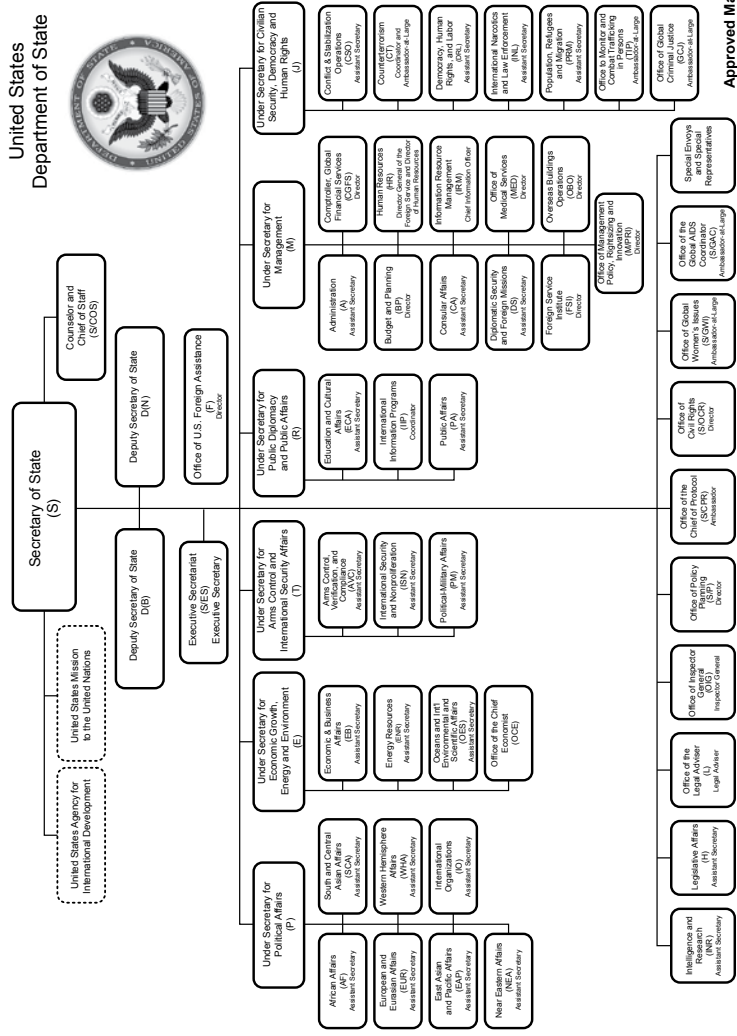 United States
Department of State
DEPARTMENT OF STATE
UNITED STATES OF AMERICA
Secretary of State
(S)
United States Agency for
International Development
United States Mission
to the United Nations
Counselor and
Chief of Staff
(S/COS)
Deputy Secretary of State
D(B)
Deputy Secretary of State
D(N)
Executive Secretariat
(S/ES)
Executive Secretary
Office of U.S. Foreign Assistance
(F)
Director
Under Secretary for
Political Affairs
(P)
African Affairs
(AF)
Assistant Secretary
South and Central
Asian Affairs
(SCA)
Assistant Secretary
European and
Eurasian Affairs
(EUR)
Assistant Secretary
Western Hemisphere
Affairs
(WHA)
Assistant Secretary
East Asian
and Pacific Affairs
(EAP)
Assistant Secretary
International
Organizations
(IO)
Assistant Secretary
Near Eastern Affairs
(NEA)
Assistant Secretary
Under Secretary for
Economic Growth,
Energy and Environment
(E)
Economic & Business
Affairs
(EB)
Assistant Secretary
Energy Resources
(ENR)
Assistant Secretary
Oceans and Int'l
Environmental and
Scientific Affairs
(OES)
Assistant Secretary
Office of the Chief
Economist
(OCE)
Under Secretary for
Arms Control and
International Security Affairs
(T)
Arms Control,
Verification, and
Compliance
(AVC)
Assistant Secretary
International Security
and Nonproliferation
(ISN)
Assistant Secretary
Political-Military Affairs
(PM)
Assistant Secretary
Under Secretary for
Public Diplomacy
and Public Affairs
(R)
Education and Cultural
Affairs
(ECA)
Assistant Secretary
International
Information Programs
(IIP)
Coordinator
Public Affairs
(PA)
Assistant Secretary
Under Secretary for
Management
(M)
Administration
(A)
Assistant Secretary
Comptroller, Global
Financial Services
(CGFS)
Director
Budget and Planning
(BP)
Director
Human Resources
(HR)
Director General of the
Foreign Service and Director
of Human Resources
Consular Affairs
(CA)
Assistant Secretary
Information Resource
Management
(IRM)
Chief Information Officer
Diplomatic Security
and Foreign Missions
(DS)
Assistant Secretary
Office of
Medical Services
(MED)
Director
Foreign Service
Institute
(FSI)
Director
Overseas Buildings
Operations
(OBO)
Director
Office of Management
Policy, Rightsizing and
Innovation
(M/PRI)
Director
Under Secretary for Civilian
Security, Democracy and
Human Rights
(J)
Conflict & Stabilization
Operations
(CSO)
Assistant Secretary
Counterterrorism
(CT)
Coordinator and
Ambassador-at-Large
Democracy, Human
Rights, and Labor
(DRL)
Assistant Secretary
International Narcotics
and Law Enforcement
(INL)
Assistant Secretary
Population, Refugees
and Migration
(PRM)
Assistant Secretary
Office to Monitor and
Combat Trafficking
in Persons
(TIP)
Ambassador-at-Large
Office of Global
Criminal Justice
(GCJ)
Ambassador-at-Large
Intelligence and
Research
(INR)
Assistant Secretary
Legislative Affairs
(H)
Assistant Secretary
Office of the
Legal Adviser
(L)
Legal Adviser
Office of Inspector
General
(OIG)
Inspector General
Office of Policy
Planning
(S/P)
Director
Office of the
Chief of Protocol
(S/CPR)
Ambassador
Office of
Civil Rights
(S/OCR)
Director
Office of Global
Women's Issues
(S/GWI)
Ambassador-at-Large
Office of the
Global AIDS
Coordinator
(S/GAC)
Ambassador-at-Large
Special Envoys
and Special
Representatives
Approved Ma